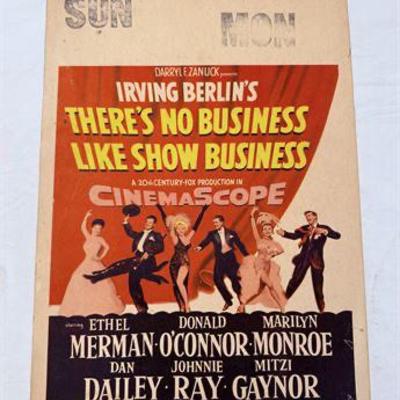 SUN
MON
DARRYL F. ZANUCK presents
IRVING BERLIN'S
THERE'S NO BUSINESS
LIKE SHOW BUSINESS
A 20th CENTURY-FOX PRODUCTION IN
CINEMASCOPE
starring ETHEL DONALD MARILYN
MERMAN · O'CONNOR · MONROE
DAN JOHNNIE MITZI
DAILEY · RAY · GAYNOR